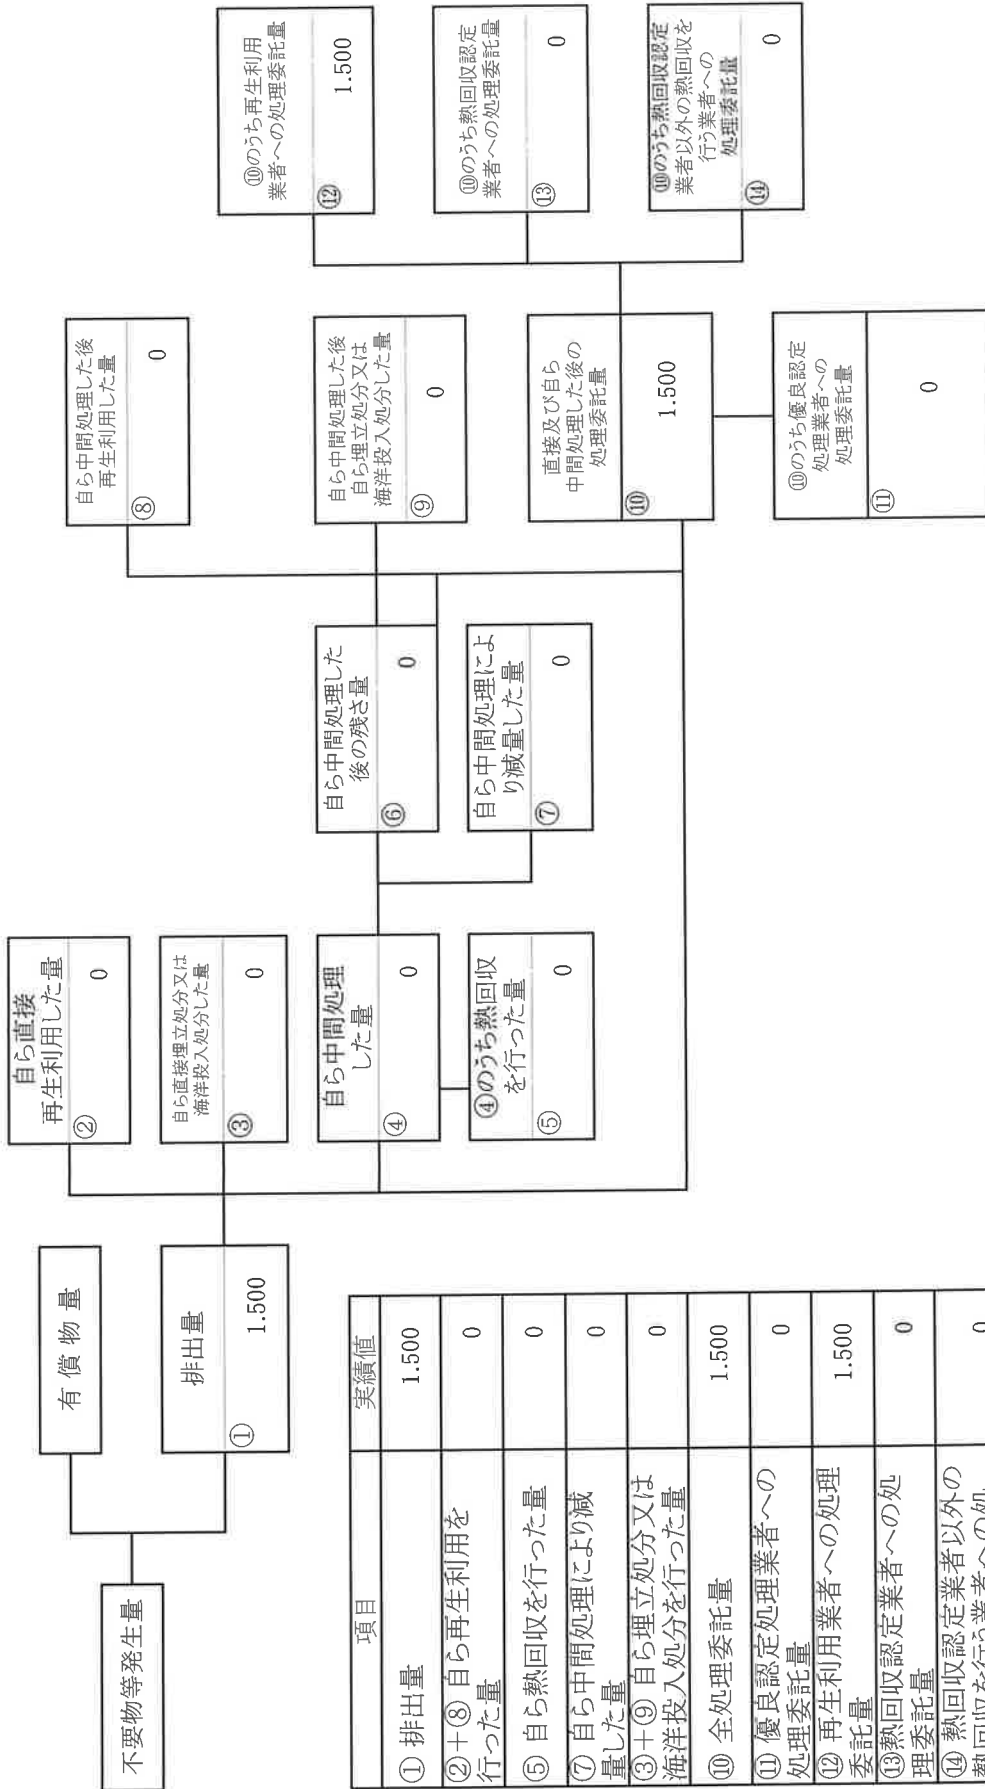 不要物等発生量
有償物量
排出量
①
1.500
自ら直接
再生利用した量
②
0
自ら直接埋立処分又は
海洋投入処分した量
③
0
自ら中間処理
した量
④
0
④のうち熱回収
を行った量
⑤
0
自ら中間処理した
後の残さ量
⑥
0
自ら中間処理によ
り減量した量
⑦
0
自ら中間処理した後
再生利用した量
⑧
0
自ら中間処理した後
自ら埋立処分又は
海洋投入処分した量
⑨
0
直接及び自ら
中間処理した後の
処理委託量
⑩
1.500
⑩のうち優良認定
処理業者への
処理委託量
⑪
0
⑩のうち再生利用
業者への処理委託量
⑫
1.500
⑩のうち熱回収認定
業者への処理委託量
⑬
0
⑩のうち熱回収認定
業者以外の熱回収を
行う業者への
処理委託量
⑭
0
項目 実績値
①排出量 1.500
②+⑧自ら再生利用を
行った量 0
⑤自ら熱回収を行った量 0
⑦自ら中間処理により減
量した量 0
③+⑨自ら埋立処分又は
海洋投入処分を行った量 0
⑩全処理委託量 1.500
⑪優良認定処理業者への
処理委託量 0
⑫再生利用業者への処理
委託量 1.500
⑬熱回収認定業者への処
理委託量 0
⑭熱回収認定業者以外の
熱回収を行う業者への処 0